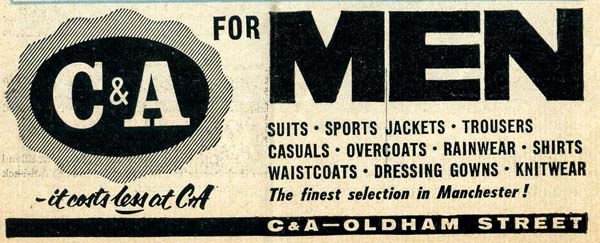 C&A
FOR MEN
SUITS · SPORTS JACKETS · TROUSERS
CASUALS · OVERCOATS · RAINWEAR · SHIRTS
WAISTCOATS · DRESSING GOWNS · KNITWEAR
–it costs less at C&A
The finest selection in Manchester!
C&A—OLDHAM STREET